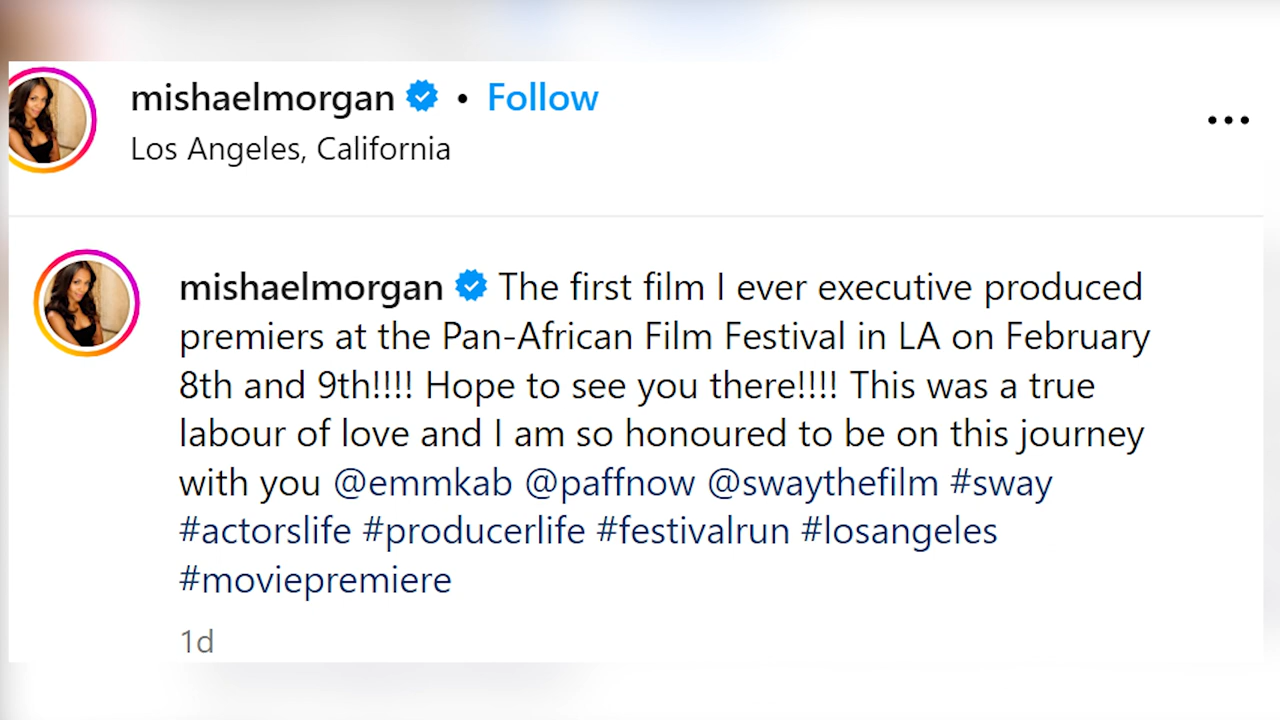 mishaelmorgan • Follow
Los Angeles, California
mishaelmorgan The first film I ever executive produced
premiers at the Pan-African Film Festival in LA on February
8th and 9th!!!! Hope to see you there!!!! This was a true
labour of love and I am so honoured to be on this journey
with you @emmkab @paffnow @swaythefilm #sway
#actorslife #producerlife #festivalrun #losangeles
#moviepremiere
1d